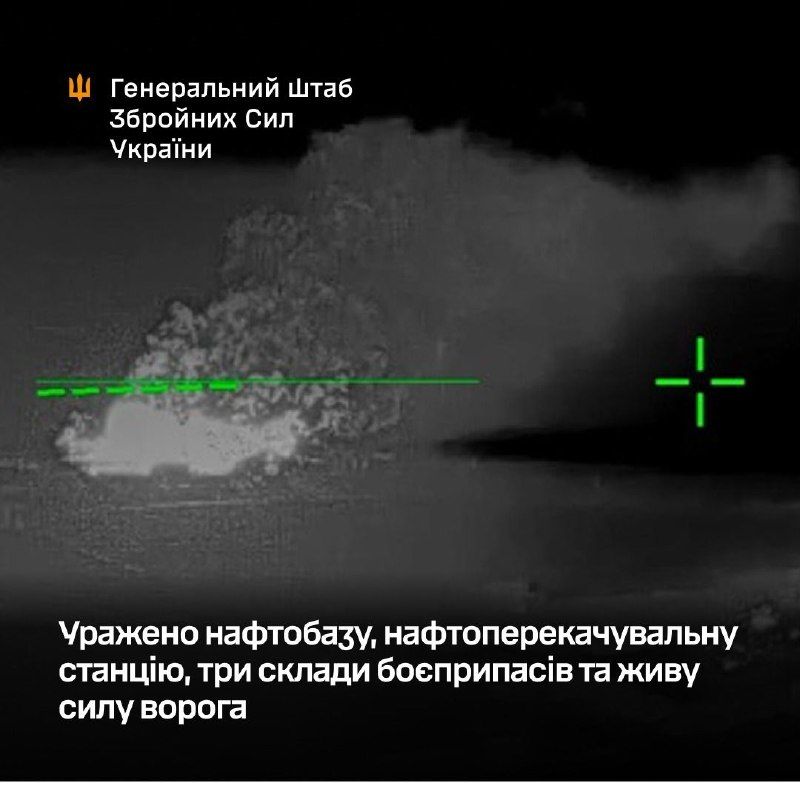 Генеральний Штаб
Збройних Сил
України
Уражено нафтобазу, нафтоперекачувальну
станцію, три склади боєприпасів та живу
силу ворога